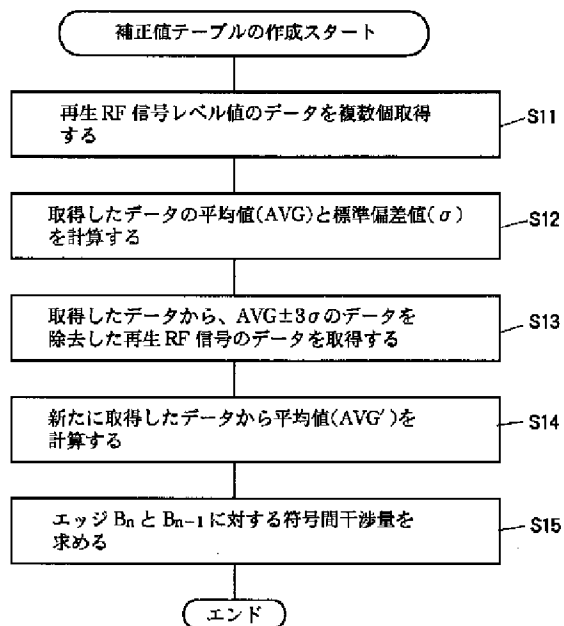 補正値テーブルの作成スタート
再生RF信号レベル値のデータを複数個取得
する
S11
取得したデータの平均値(AVG)と標準偏差値(σ)
を計算する
S12
取得したデータから、AVG±3σのデータを
除去した再生RF信号のデータを取得する
S13
新たに取得したデータから平均値(AVG′)を
計算する
S14
エッジBnとBn−1に対する符号間干渉量を
求める
S15
エンド